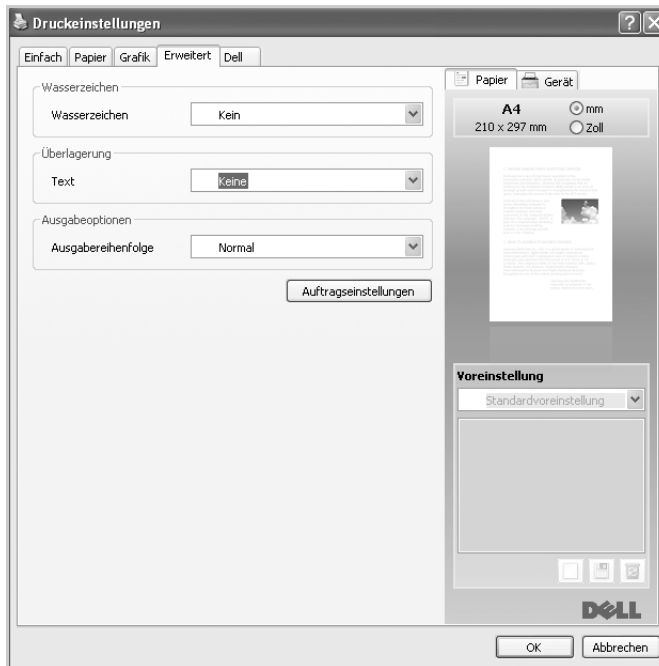 Druckeinstellungen
Einfach Papier Grafik Erweitert Dell
Wasserzeichen
Wasserzeichen Kein
Überlagerung
Text Keine
Ausgabeoptionen
Ausgabereihenfolge Normal
Auftragseinstellungen
Papier Gerät
A4 mm
210 x 297 mm Zoll
Voreinstellung
Standardvoreinstellung
DELL
OK Abbrechen